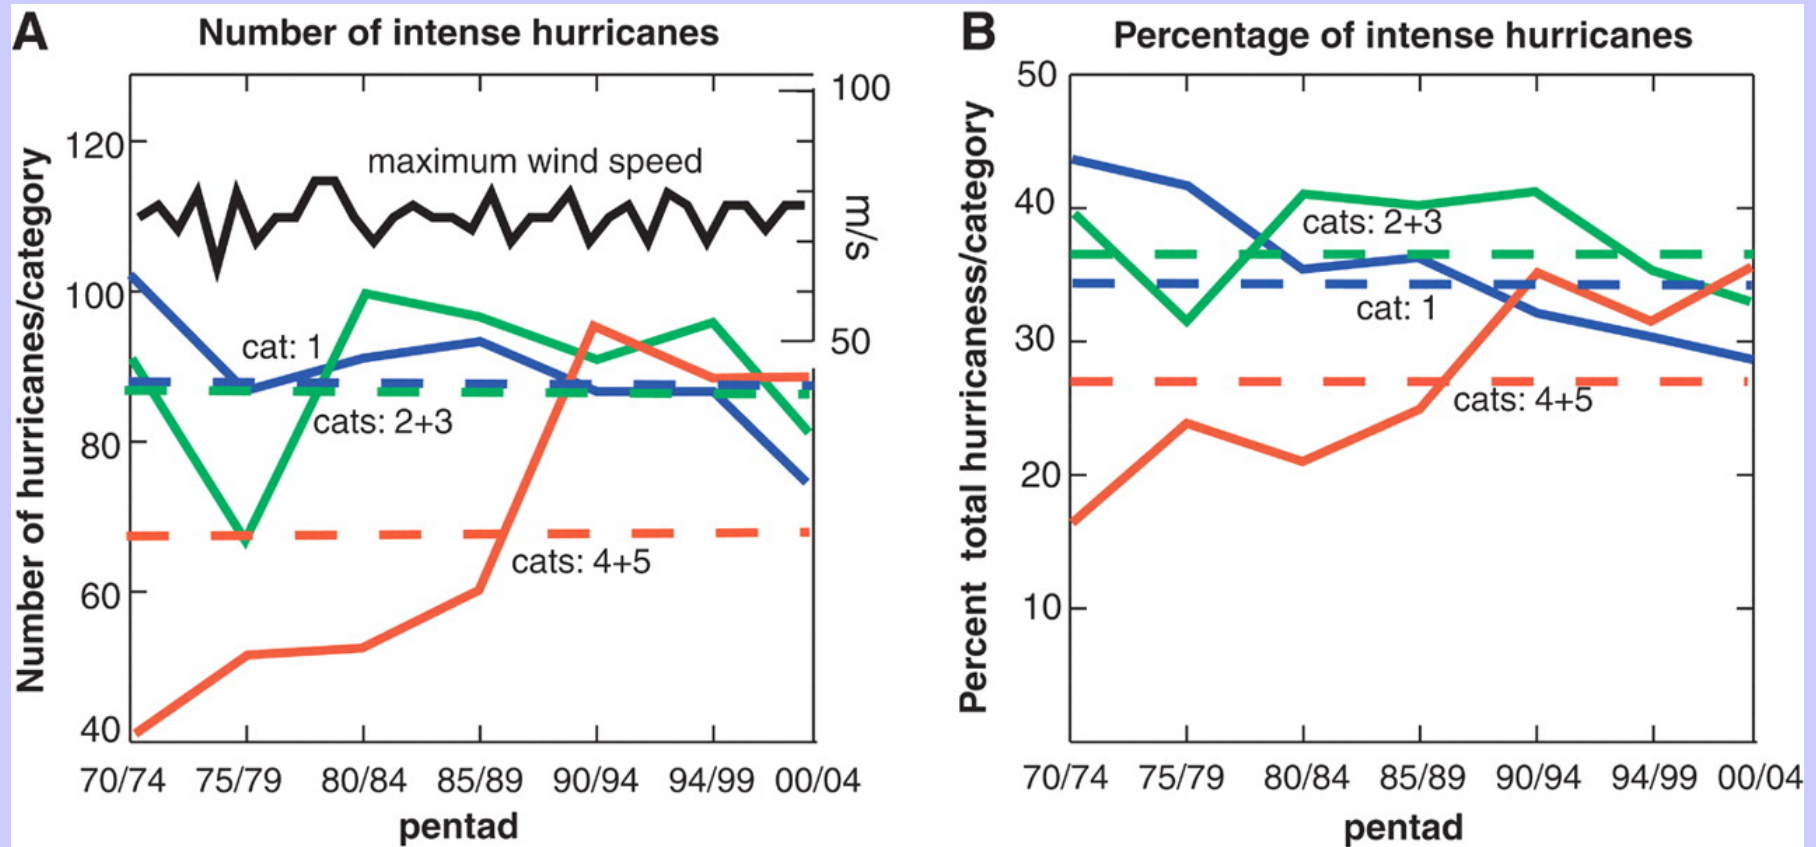 A
Number of intense hurricanes
Number of hurricanes/category
120
100
80
60
40
100
50
m/s
maximum wind speed
cat: 1
cats: 2+3
cats: 4+5
70/74 75/79 80/84 85/89 90/94 94/99 00/04
pentad
B
Percentage of intense hurricanes
Percent total hurricaness/category
50
40
30
20
10
cats: 2+3
cat: 1
cats: 4+5
70/74 75/79 80/84 85/89 90/94 94/99 00/04
pentad